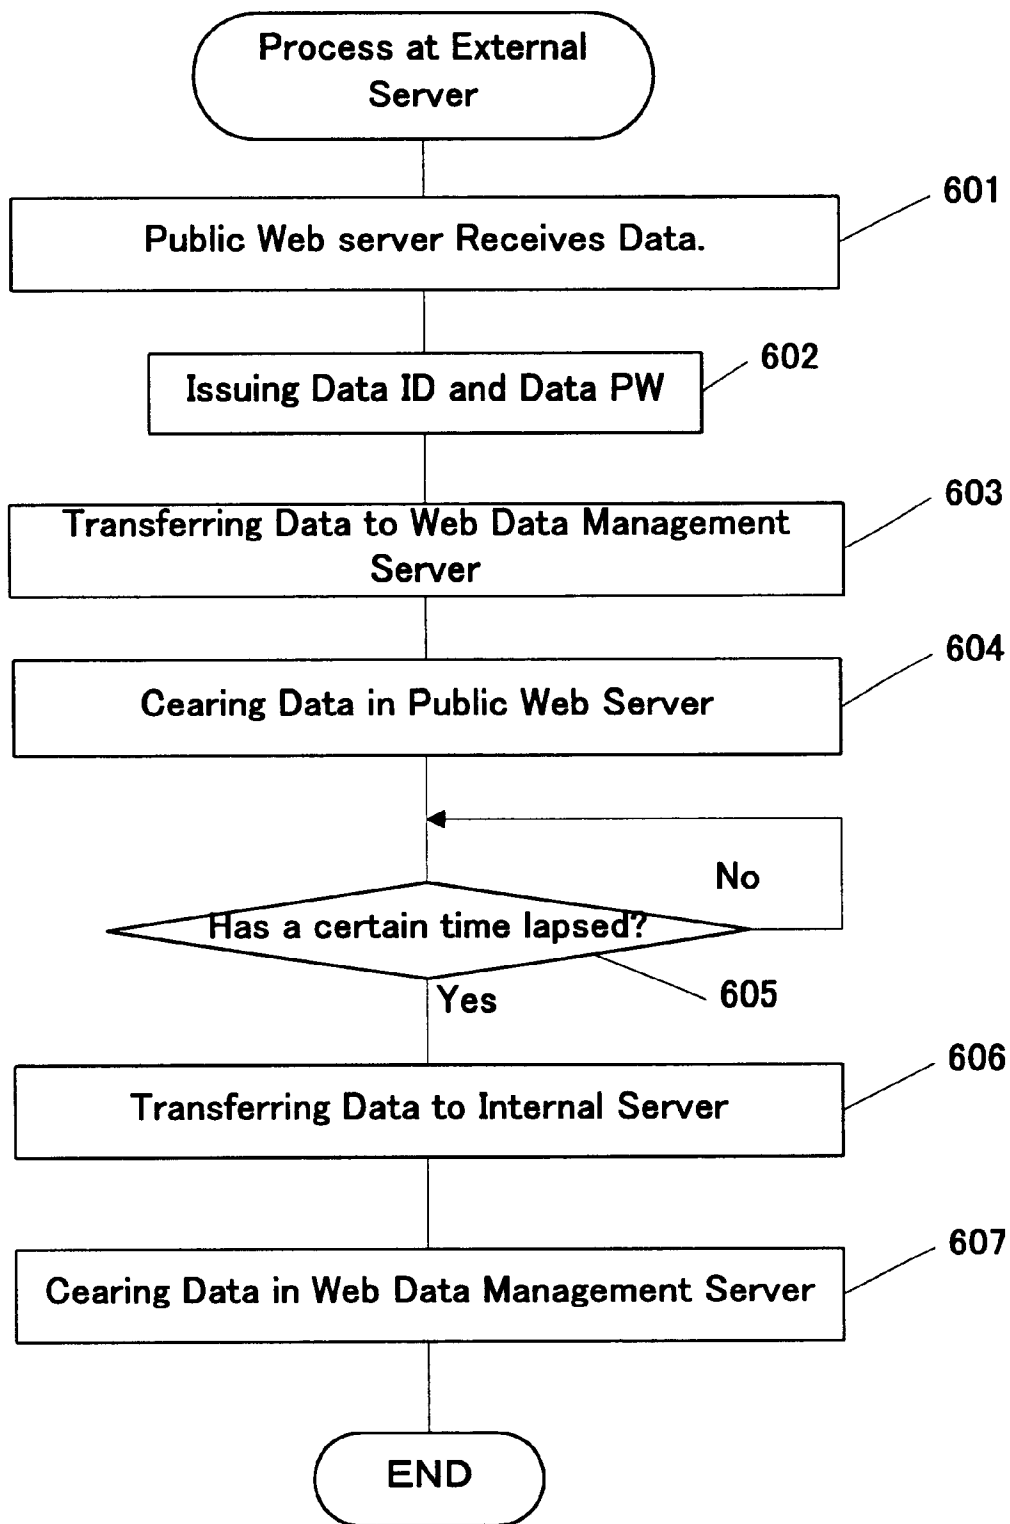 Process at External
Server
601
Public Web server Receives Data.
602
Issuing Data ID and Data PW
603
Transferring Data to Web Data Management
Server
604
Cearing Data in Public Web Server
No
Has a certain time lapsed?
605
Yes
606
Transferring Data to Internal Server
607
Cearing Data in Web Data Management Server
END